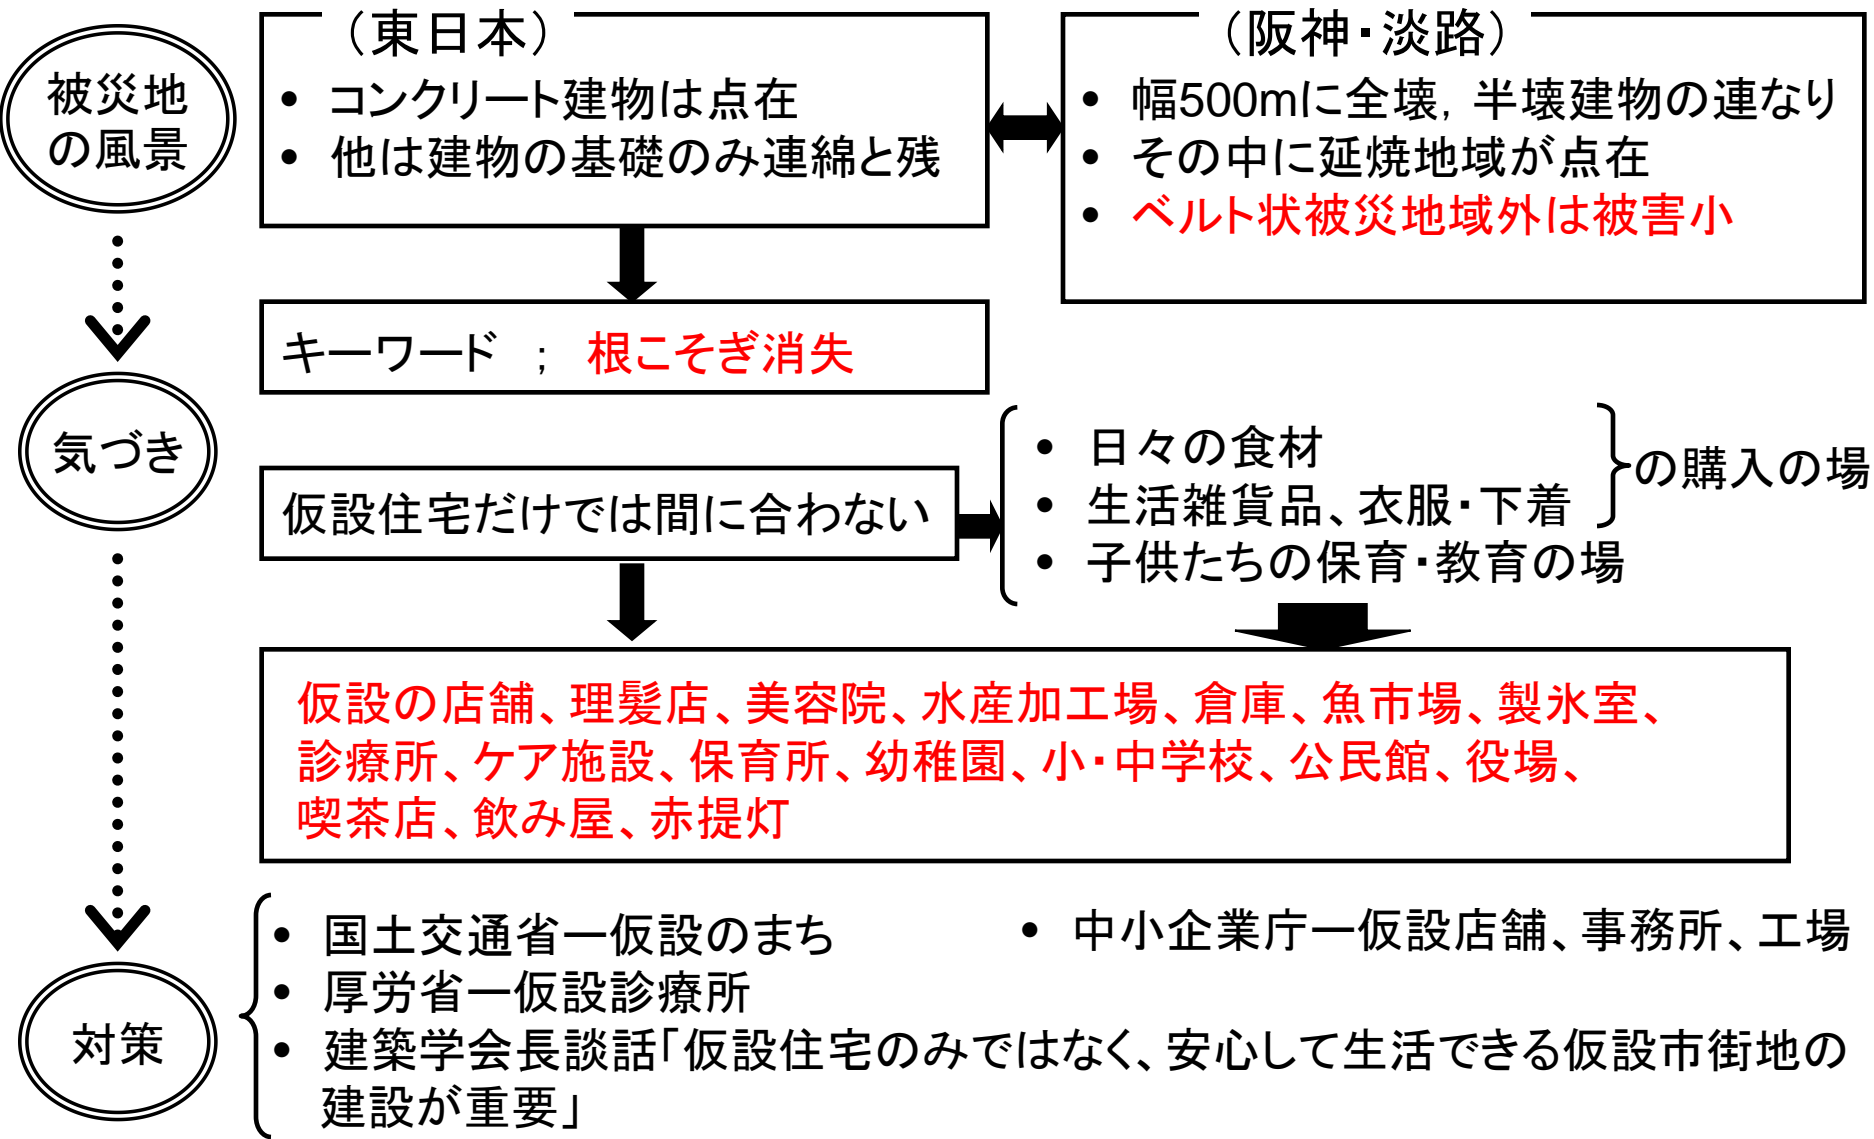 被災地
の風景
（東日本）
• コンクリート建物は点在
• 他は建物の基礎のみ連綿と残
（阪神・淡路）
• 幅500mに全壊，半壊建物の連なり
• その中に延焼地域が点在
• ベルト状被災地域外は被害小
キーワード ； 根こそぎ消失
気づき
仮設住宅だけでは間に合わない
• 日々の食材
• 生活雑貨品、衣服・下着
の購入の場
• 子供たちの保育・教育の場
仮設の店舗、理髪店、美容院、水産加工場、倉庫、魚市場、製氷室、
診療所、ケア施設、保育所、幼稚園、小・中学校、公民館、役場、
喫茶店、飲み屋、赤提灯
対策
• 国土交通省―仮設のまち
• 中小企業庁―仮設店舗、事務所、工場
• 厚労省―仮設診療所
• 建築学会長談話「仮設住宅のみではなく、安心して生活できる仮設市街地の
建設が重要」